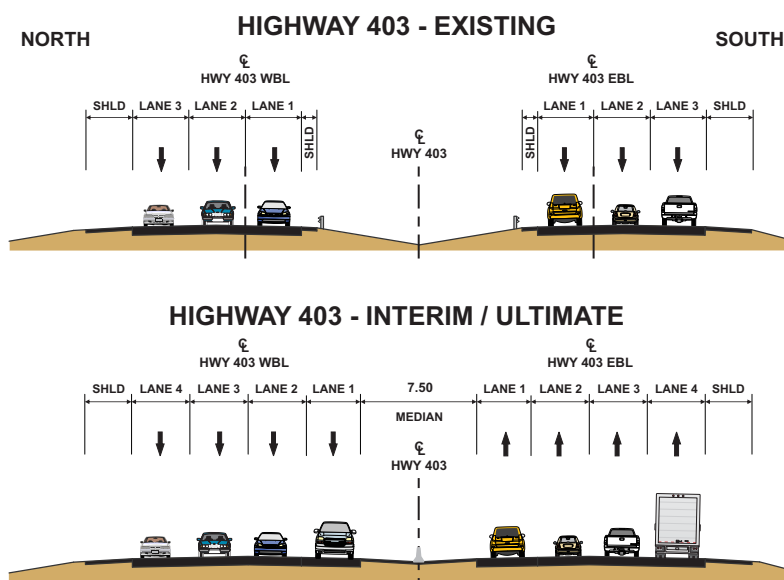 HIGHWAY 403 - EXISTING
NORTH
SOUTH
℄
HWY 403 WBL
℄
HWY 403 EBL
SHLD LANE 3 LANE 2 LANE 1 SHLD
SHLD LANE 1 LANE 2 LANE 3 SHLD
℄
HWY 403
HIGHWAY 403 - INTERIM / ULTIMATE
℄
HWY 403 WBL
℄
HWY 403 EBL
SHLD LANE 4 LANE 3 LANE 2 LANE 1 7.50 LANE 1 LANE 2 LANE 3 LANE 4 SHLD
MEDIAN
℄
HWY 403